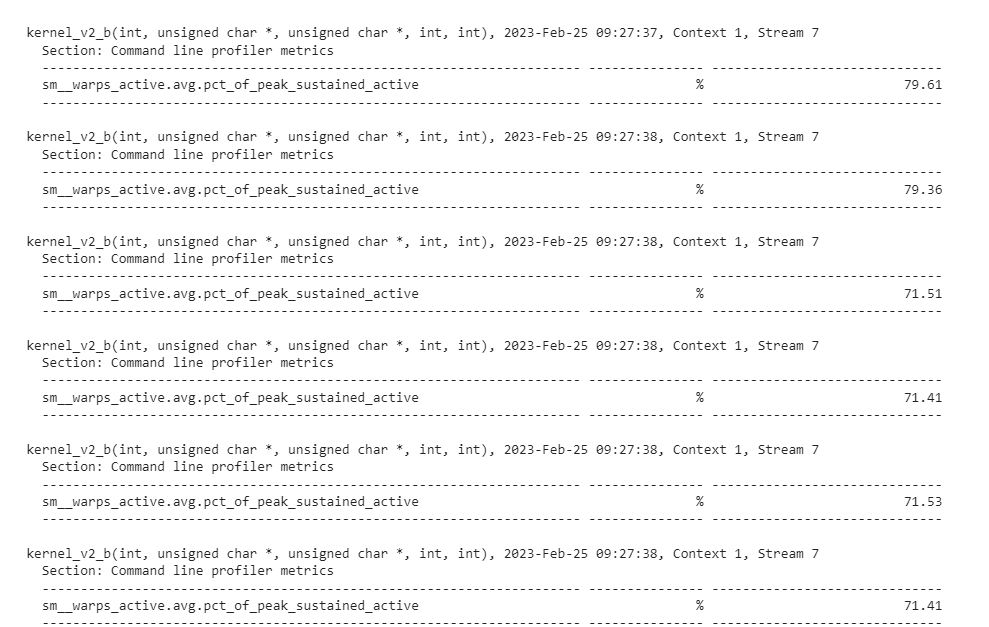 kernel_v2_b(int, unsigned char *, unsigned char *, int, int), 2023-Feb-25 09:27:37, Context 1, Stream 7
Section: Command line profiler metrics
---------------------------------------------------------------------- --------------- ------------------------------
sm__warps_active.avg.pct_of_peak_sustained_active % 79.61
---------------------------------------------------------------------- --------------- ------------------------------
kernel_v2_b(int, unsigned char *, unsigned char *, int, int), 2023-Feb-25 09:27:38, Context 1, Stream 7
Section: Command line profiler metrics
---------------------------------------------------------------------- --------------- ------------------------------
sm__warps_active.avg.pct_of_peak_sustained_active % 79.36
---------------------------------------------------------------------- --------------- ------------------------------
kernel_v2_b(int, unsigned char *, unsigned char *, int, int), 2023-Feb-25 09:27:38, Context 1, Stream 7
Section: Command line profiler metrics
---------------------------------------------------------------------- --------------- ------------------------------
sm__warps_active.avg.pct_of_peak_sustained_active % 71.51
---------------------------------------------------------------------- --------------- ------------------------------
kernel_v2_b(int, unsigned char *, unsigned char *, int, int), 2023-Feb-25 09:27:38, Context 1, Stream 7
Section: Command line profiler metrics
---------------------------------------------------------------------- --------------- ------------------------------
sm__warps_active.avg.pct_of_peak_sustained_active % 71.41
---------------------------------------------------------------------- --------------- ------------------------------
kernel_v2_b(int, unsigned char *, unsigned char *, int, int), 2023-Feb-25 09:27:38, Context 1, Stream 7
Section: Command line profiler metrics
---------------------------------------------------------------------- --------------- ------------------------------
sm__warps_active.avg.pct_of_peak_sustained_active % 71.53
---------------------------------------------------------------------- --------------- ------------------------------
kernel_v2_b(int, unsigned char *, unsigned char *, int, int), 2023-Feb-25 09:27:38, Context 1, Stream 7
Section: Command line profiler metrics
---------------------------------------------------------------------- --------------- ------------------------------
sm__warps_active.avg.pct_of_peak_sustained_active % 71.41
---------------------------------------------------------------------- --------------- ------------------------------